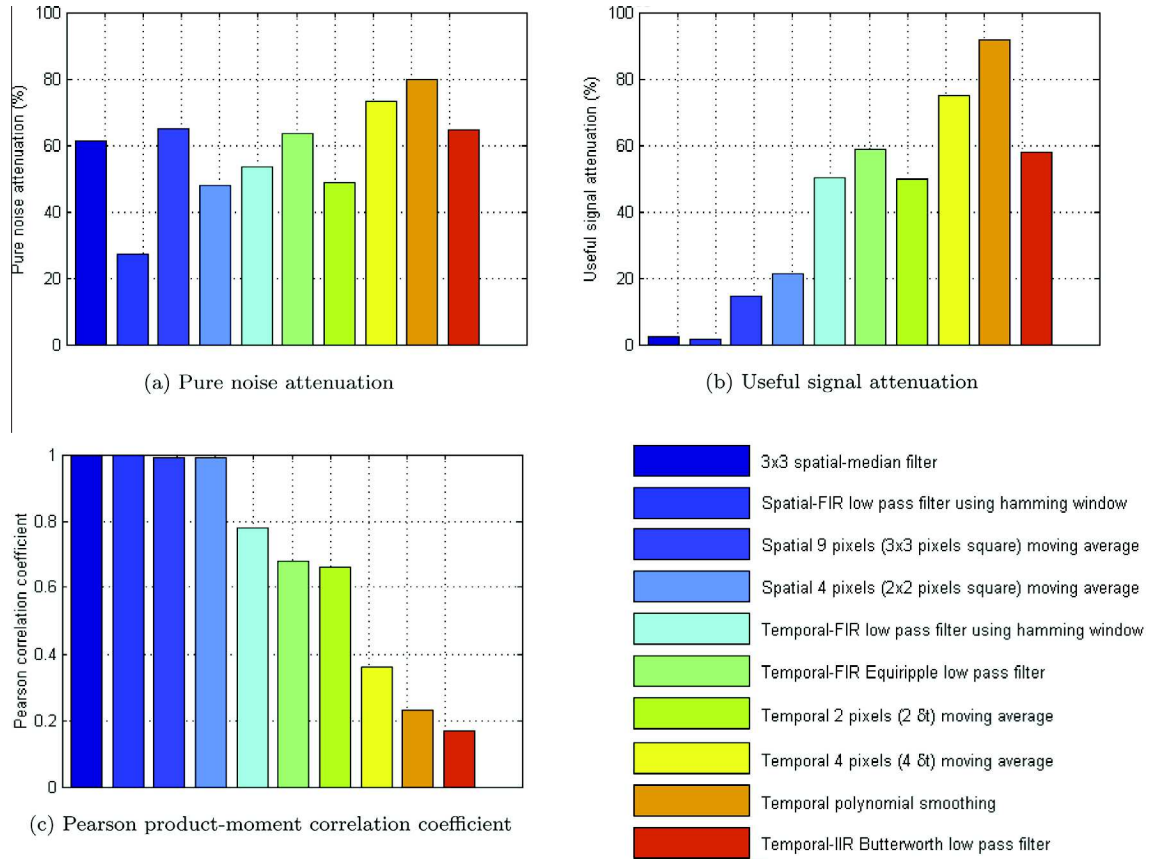 100
80
60
40
20
0
Pure noise attenuation (%)
(a) Pure noise attenuation
100
80
60
40
20
0
Useful signal attenuation (%)
(b) Useful signal attenuation
1
0.8
0.6
0.4
0.2
0
Pearson correlation coefficient
(c) Pearson product-moment correlation coefficient
3x3 spatial-median filter
Spatial-FIR low pass filter using hamming window
Spatial 9 pixels (3x3 pixels square) moving average
Spatial 4 pixels (2x2 pixels square) moving average
Temporal-FIR low pass filter using hamming window
Temporal-FIR Equiripple low pass filter
Temporal 2 pixels (2 δt) moving average
Temporal 4 pixels (4 δt) moving average
Temporal polynomial smoothing
Temporal-IIR Butterworth low pass filter